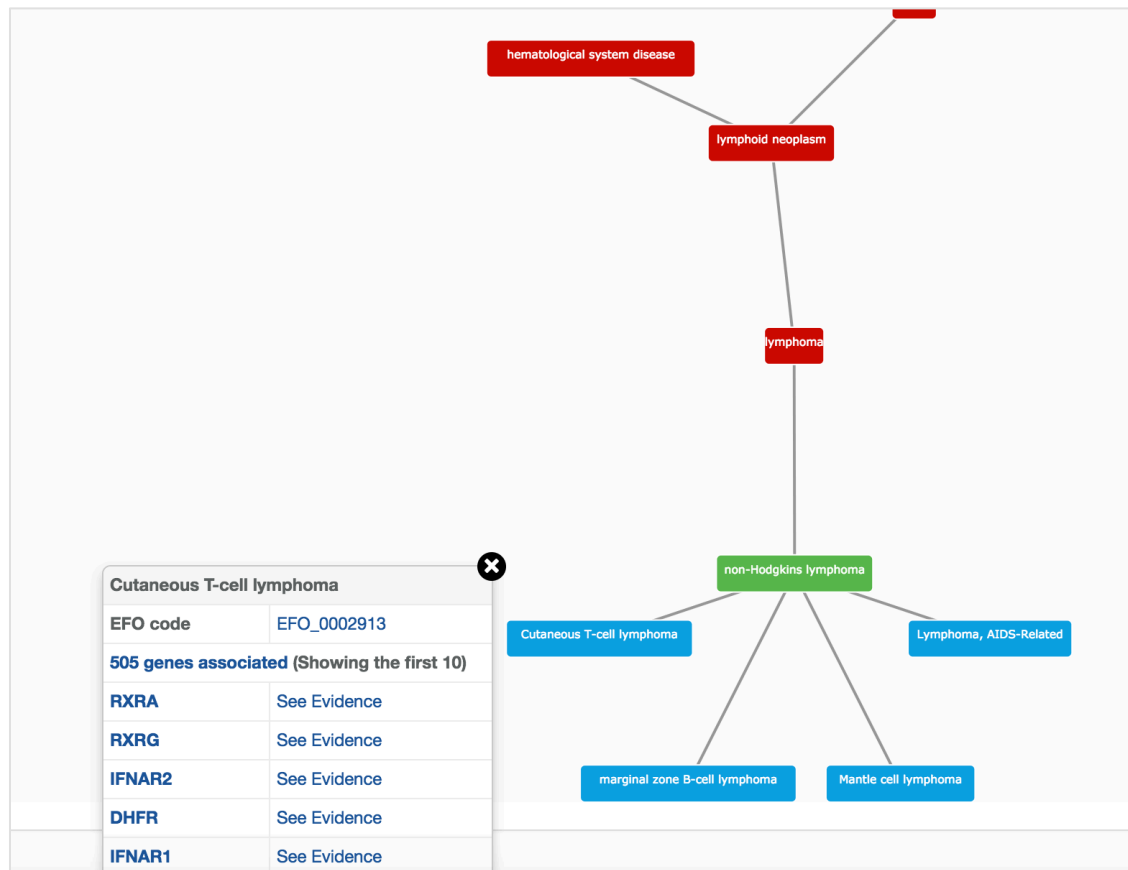 hematological system disease
lymphoid neoplasm
lymphoma
non-Hodgkins lymphoma
Cutaneous T-cell lymphoma
Lymphoma, AIDS-Related
marginal zone B-cell lymphoma
Mantle cell lymphoma
Cutaneous T-cell lymphoma
EFO code EFO_0002913
505 genes associated (Showing the first 10)
RXRA See Evidence
RXRG See Evidence
IFNAR2 See Evidence
DHFR See Evidence
IFNAR1 See Evidence